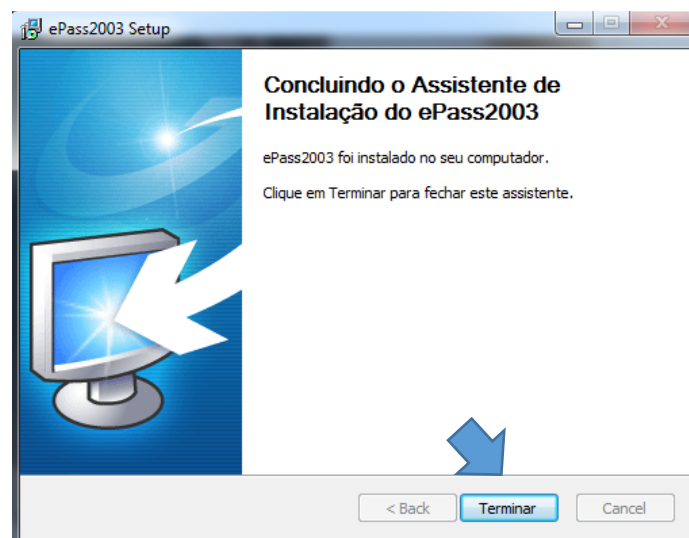 ePass2003 Setup
Concluindo o Assistente de
Instalação do ePass2003
ePass2003 foi instalado no seu computador.
Clique em Terminar para fechar este assistente.
< Back
Terminar
Cancel